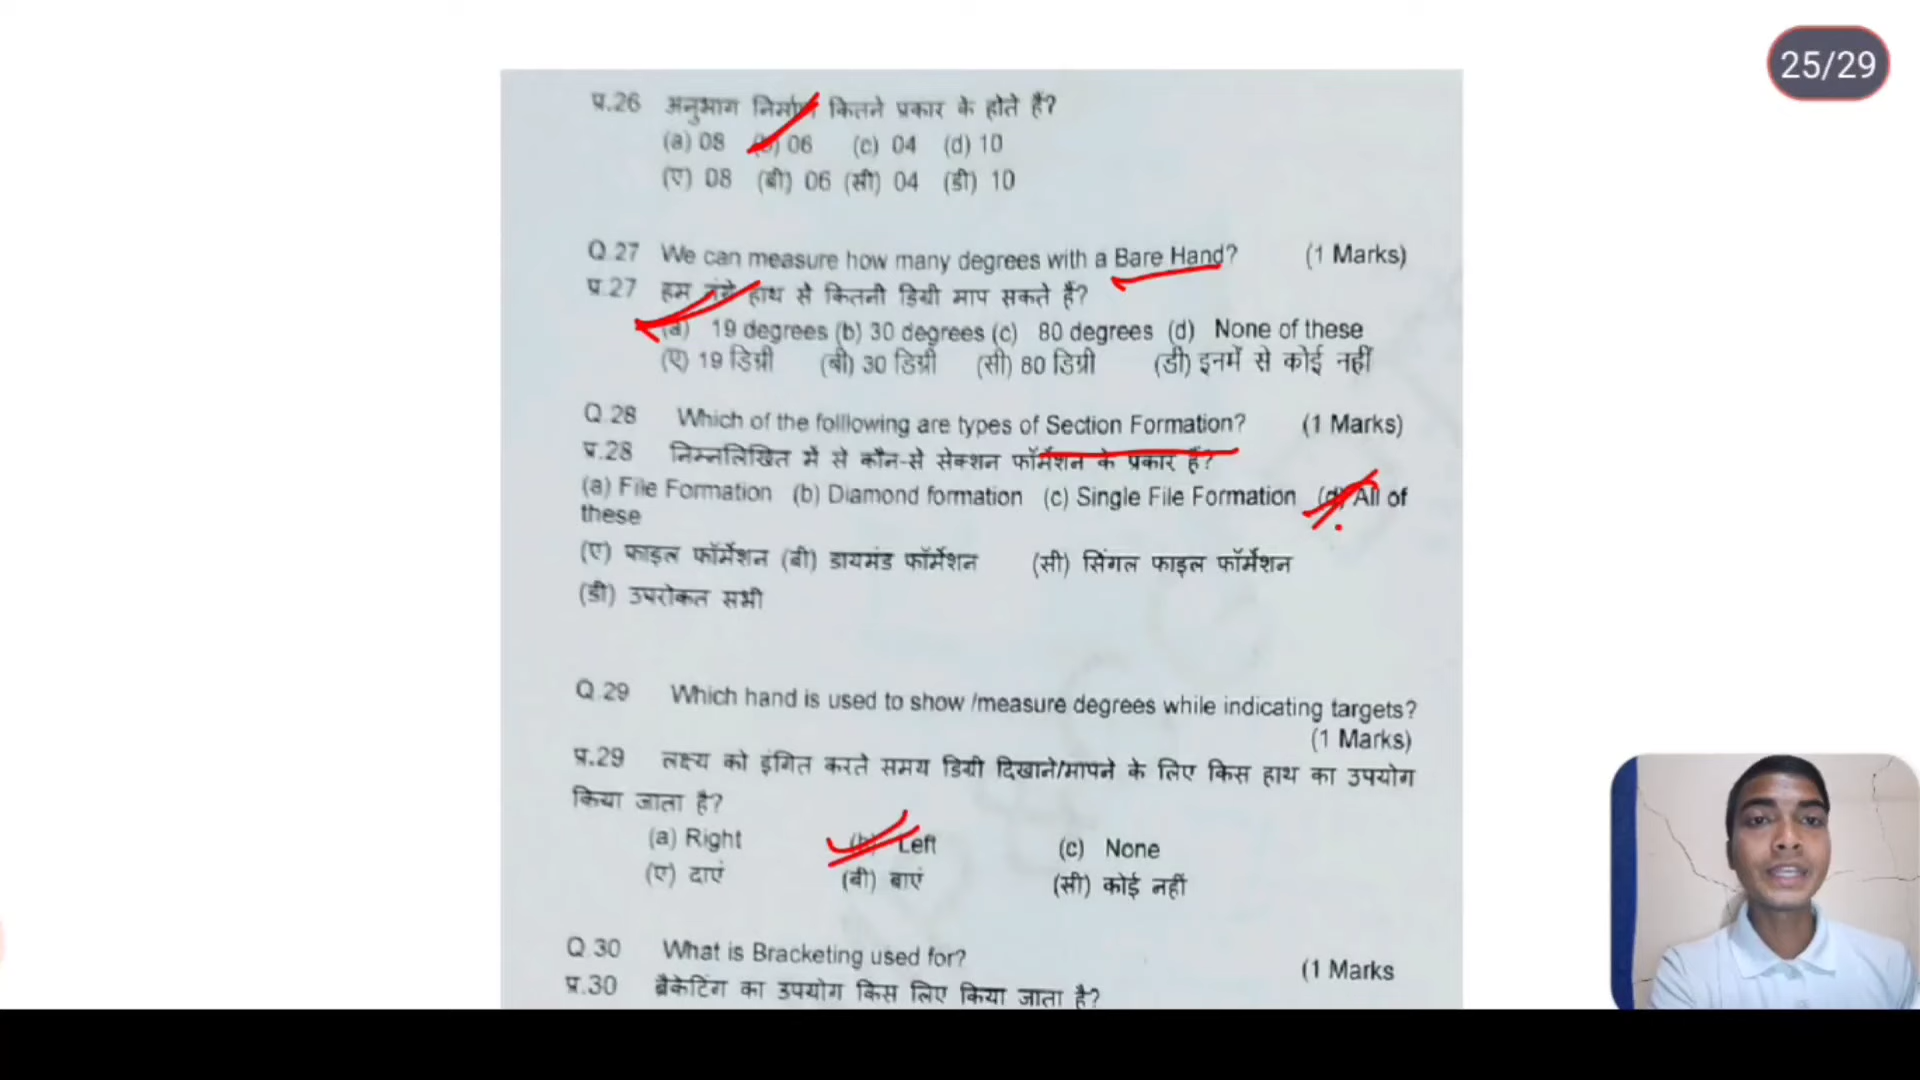 25/29
प्र.26 अनुभाग निर्माण कितने प्रकार के होते हैं?
(a) 08 (b) 06 (c) 04 (d) 10
(ए) 08 (बी) 06 (सी) 04 (डी) 10
Q.27 We can measure how many degrees with a Bare Hand? (1 Marks)
प्र.27 हम नंगे हाथ से कितनी डिग्री माप सकते हैं?
(a) 19 degrees (b) 30 degrees (c) 80 degrees (d) None of these
(ए) 19 डिग्री (बी) 30 डिग्री (सी) 80 डिग्री (डी) इनमें से कोई नहीं
Q.28 Which of the folllowing are types of Section Formation? (1 Marks)
प्र.28 निम्नलिखित में से कौन-से सेक्शन फॉर्मेशन के प्रकार हैं?
(a) File Formation (b) Diamond formation (c) Single File Formation (d) All of
these
(ए) फाइल फॉर्मेशन (बी) डायमंड फॉर्मेशन (सी) सिंगल फाइल फॉर्मेशन
(डी) उपरोकत सभी
Q.29 Which hand is used to show /measure degrees while indicating targets?
(1 Marks)
प्र.29 लक्ष्य को इंगित करते समय डिग्री दिखाने/मापने के लिए किस हाथ का उपयोग
किया जाता है?
(a) Right (b) Left (c) None
(ए) दाएं (बी) बाएं (सी) कोई नहीं
Q.30 What is Bracketing used for? (1 Marks
प्र.30 ब्रैकेटिंग का उपयोग किस लिए किया जाता है?